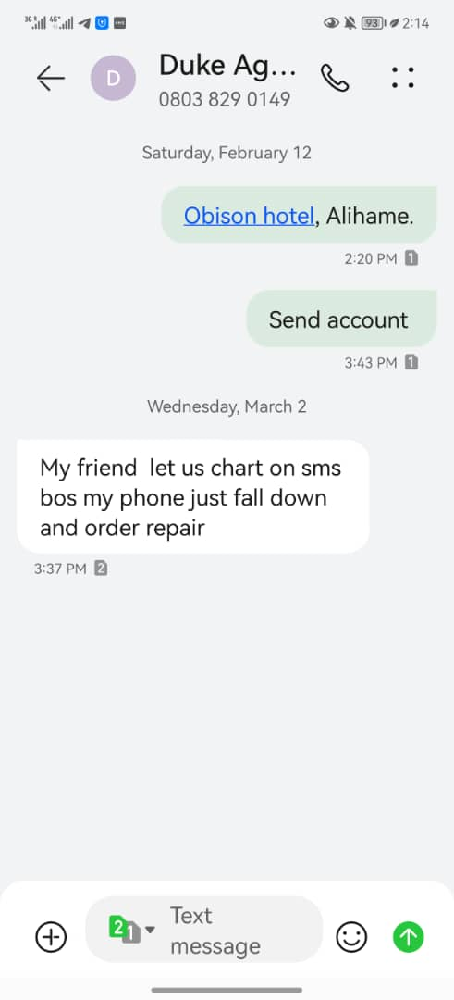 3G 4G 93 2:14
D
Duke Ag...
0803 829 0149
Saturday, February 12
Obison hotel, Alihame.
2:20 PM 1
Send account
3:43 PM 1
Wednesday, March 2
My friend  let us chart on sms
bos my phone just fall down
and order repair
3:37 PM 2
2 1
Text
message